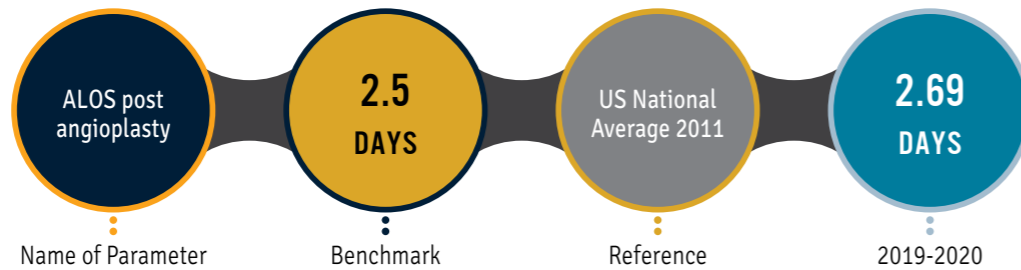 ALOS post
angioplasty
2.5
DAYS
US National
Average 2011
2.69
DAYS
Name of Parameter
Benchmark
Reference
2019-2020